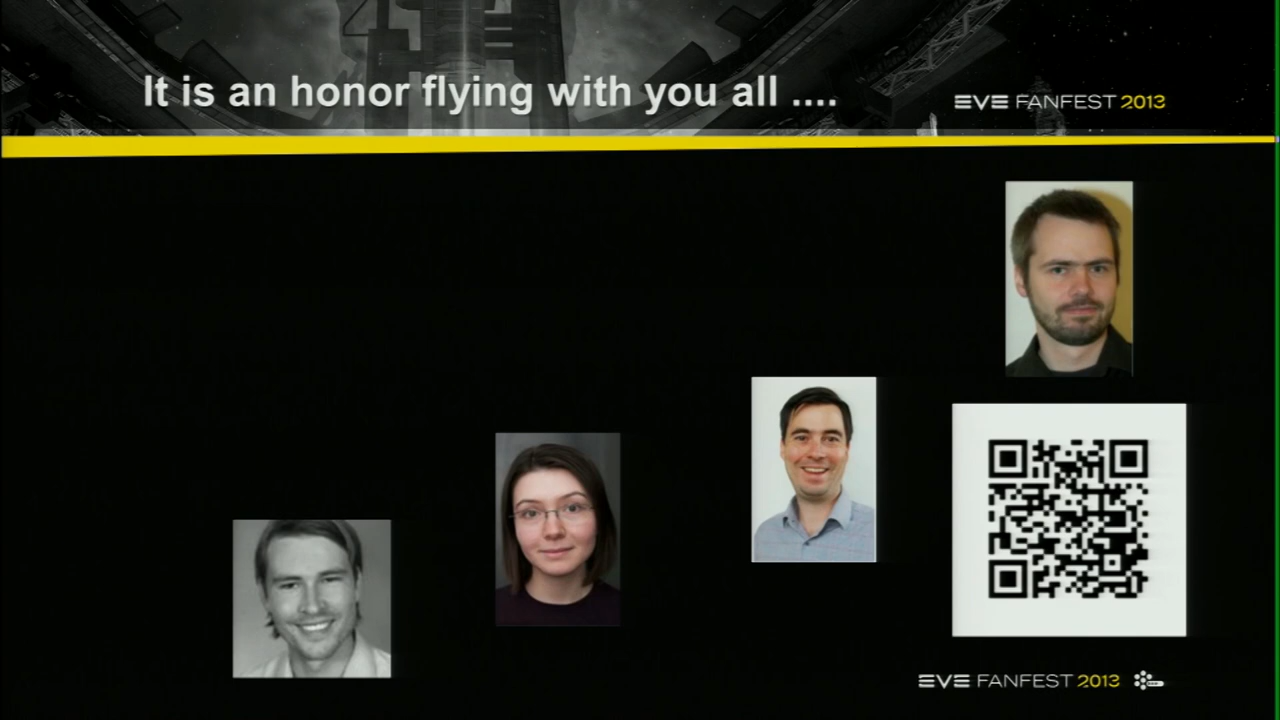 It is an honor flying with you all ....
EVE FANFEST 2013
EVE FANFEST 2013